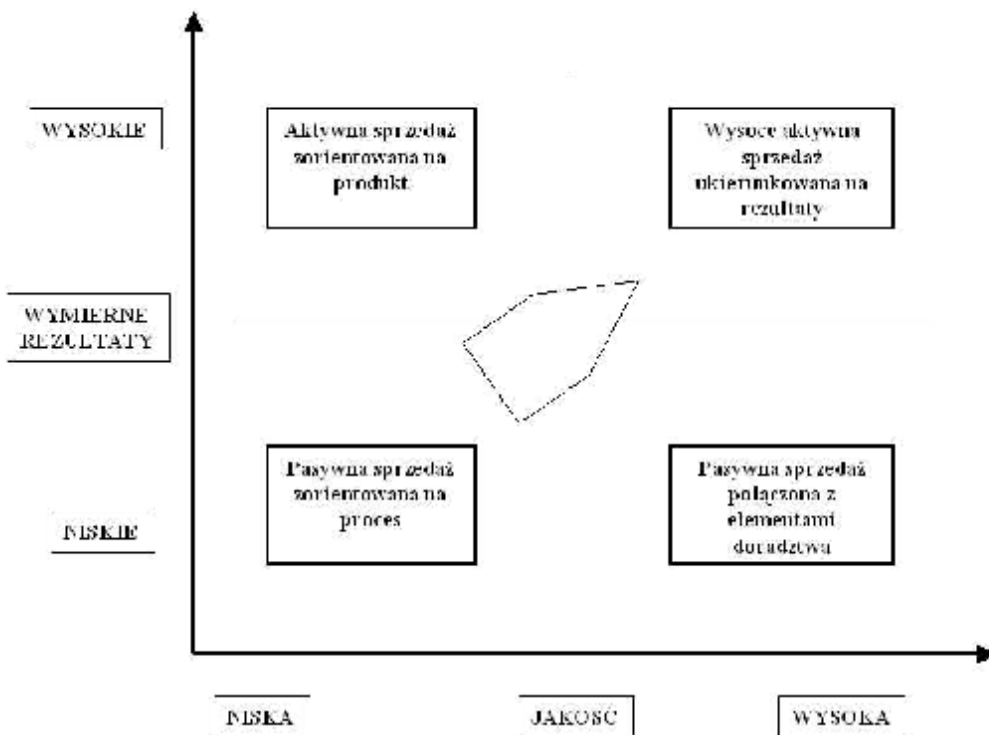 WYSOKIE
Aktywna sprzedaż
zorientowana na
produkt
Wysoce aktywna
sprzedaż
ukierunkowana na
rezultaty
WYMIERNE
REZULTATY
NISKIE
Pasywna sprzedaż
zorientowana na
proces
Pasywna sprzedaż
połączona z
elementami
doradztwa
NISKA
JAKOŚĆ
WYSOKA